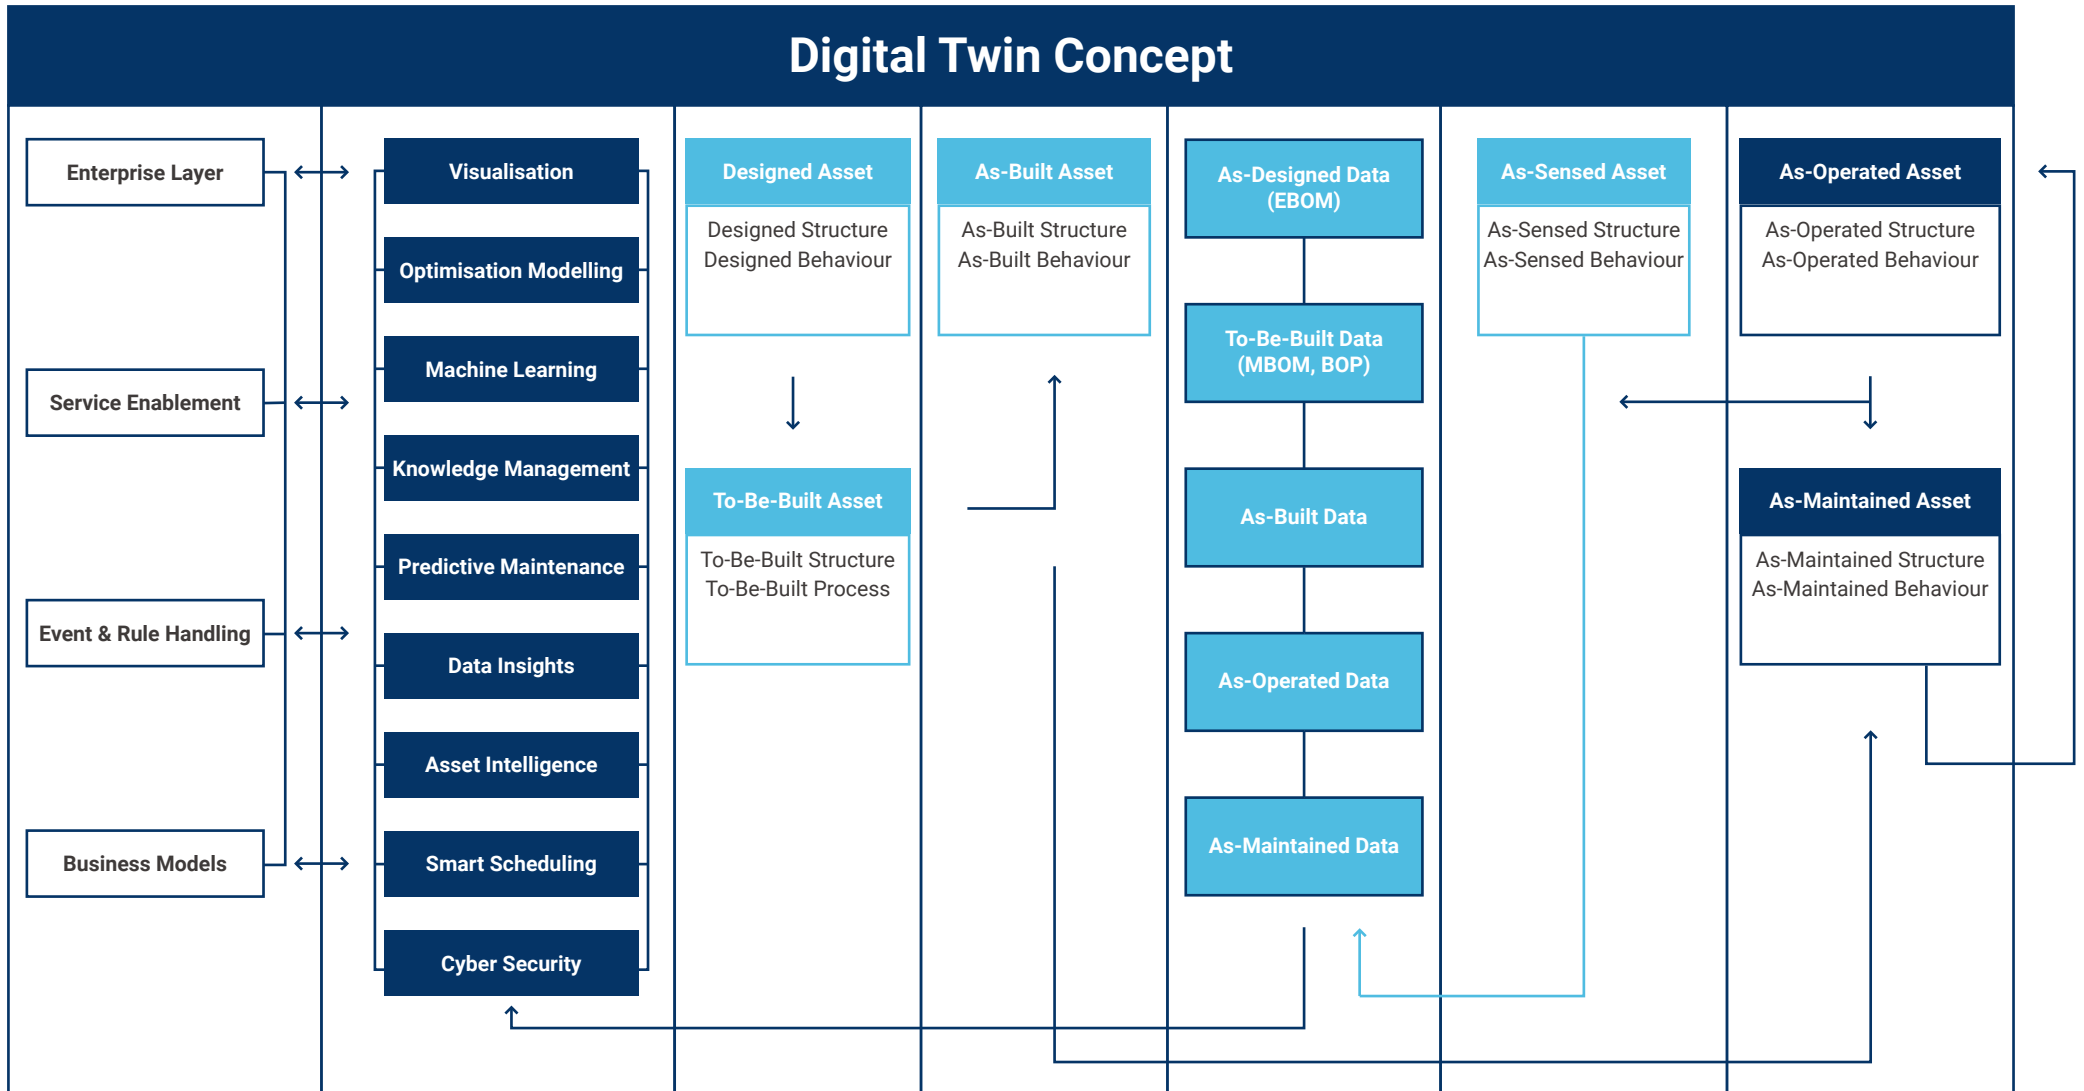 Digital Twin Concept
Enterprise Layer
Service Enablement
Event & Rule Handling
Business Models
Visualisation
Optimisation Modelling
Machine Learning
Knowledge Management
Predictive Maintenance
Data Insights
Asset Intelligence
Smart Scheduling
Cyber Security
Designed Asset
Designed Structure
Designed Behaviour
To-Be-Built Asset
To-Be-Built Structure
To-Be-Built Process
As-Built Asset
As-Built Structure
As-Built Behaviour
As-Designed Data
(EBOM)
To-Be-Built Data
(MBOM, BOP)
As-Built Data
As-Operated Data
As-Maintained Data
As-Sensed Asset
As-Sensed Structure
As-Sensed Behaviour
As-Operated Asset
As-Operated Structure
As-Operated Behaviour
As-Maintained Asset
As-Maintained Structure
As-Maintained Behaviour